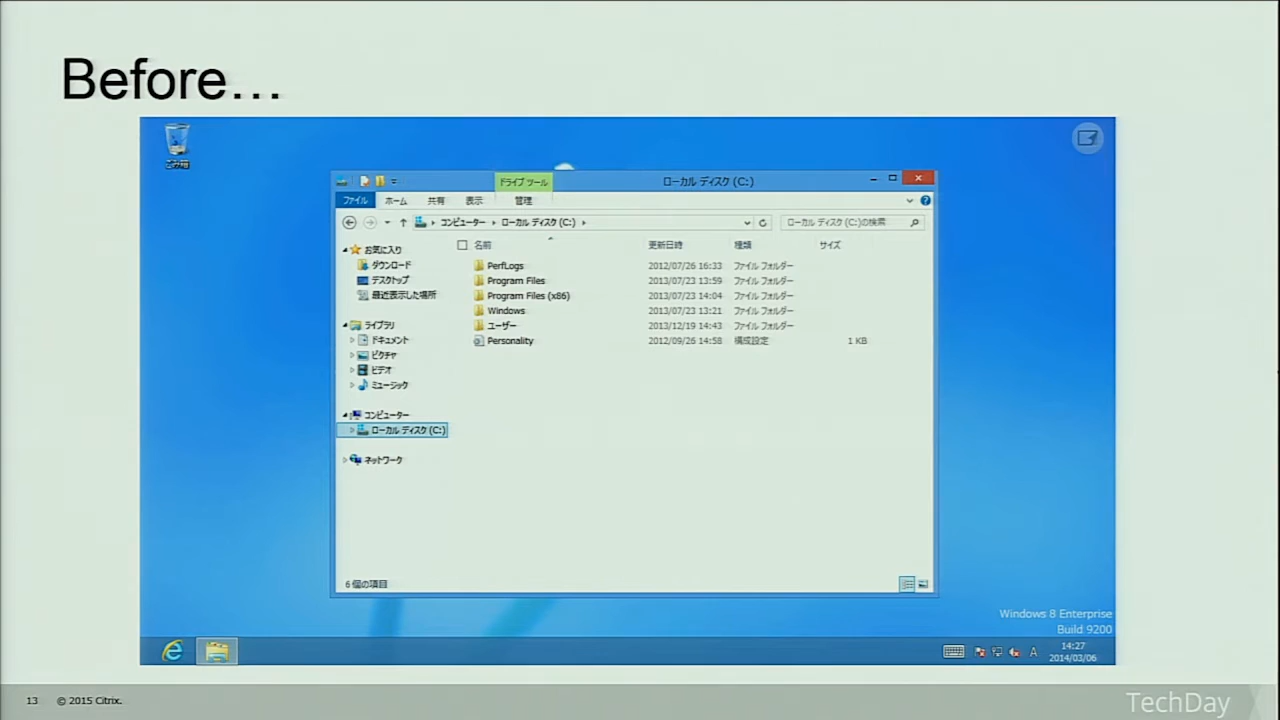 Before…
ごみ箱
ドライブ ツール
ローカル ディスク (C:)
ファイル
ホーム
共有
表示
管理
コンピューター
ローカル ディスク (C:)
ローカル ディスク (C:)の検索
名前
更新日時
種類
サイズ
お気に入り
ダウンロード
デスクトップ
最近表示した場所
ライブラリ
ドキュメント
ピクチャ
ビデオ
ミュージック
コンピューター
ローカル ディスク (C:)
ネットワーク
PerfLogs 2012/07/26 16:33 ファイル フォルダー
Program Files 2013/07/23 13:59 ファイル フォルダー
Program Files (x86) 2013/07/23 14:04 ファイル フォルダー
Windows 2013/07/23 13:21 ファイル フォルダー
ユーザー 2013/12/19 14:43 ファイル フォルダー
Personality 2012/09/26 14:58 構成設定 1 KB
6 個の項目
Windows 8 Enterprise
Build 9200
A
14:27
2014/03/06
13 © 2015 Citrix.
TechDay